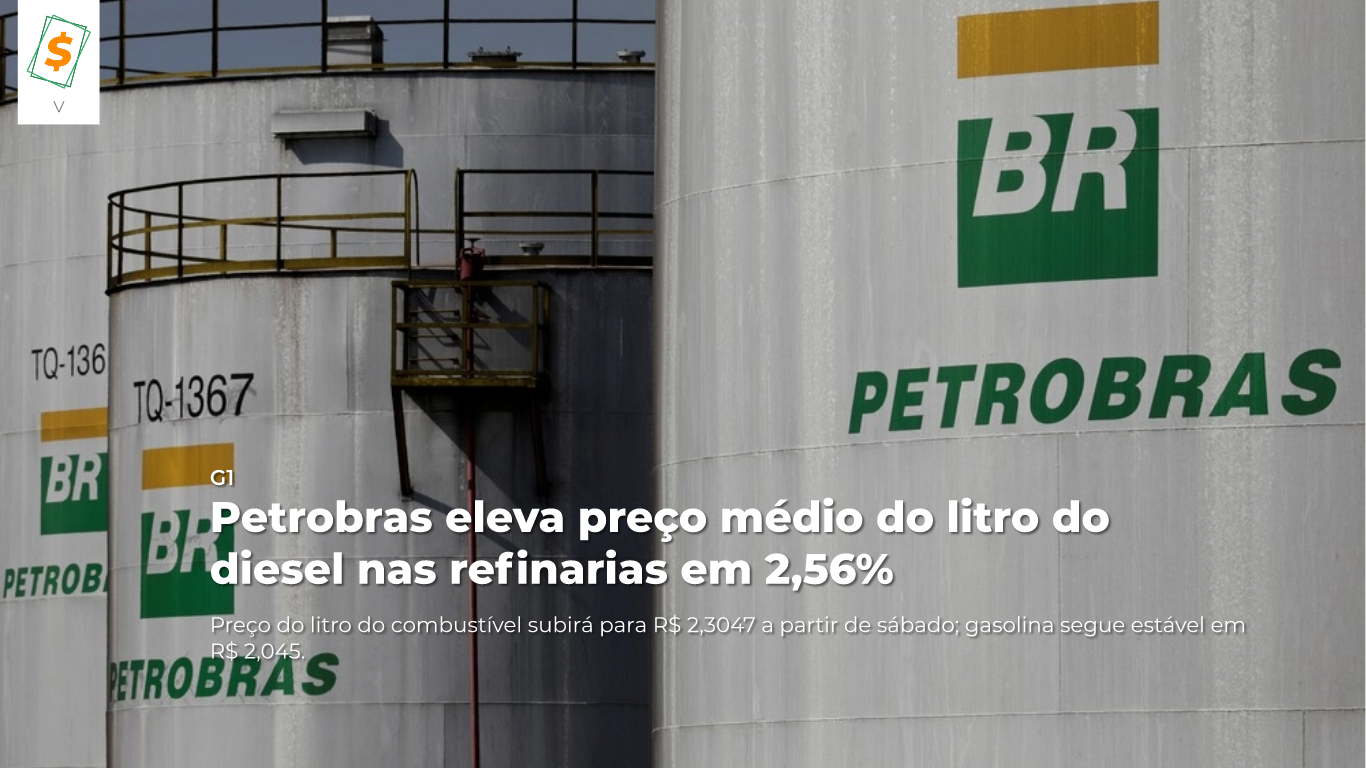 $
V
BR
PETROBRAS
TQ-136
TQ-1367
BR
PETROB
BR
PETROBRAS
G1
Petrobras eleva preço médio do litro do
diesel nas refinarias em 2,56%
Preço do litro do combustível subirá para R$ 2,3047 a partir de sábado; gasolina segue estável em
R$ 2,045.